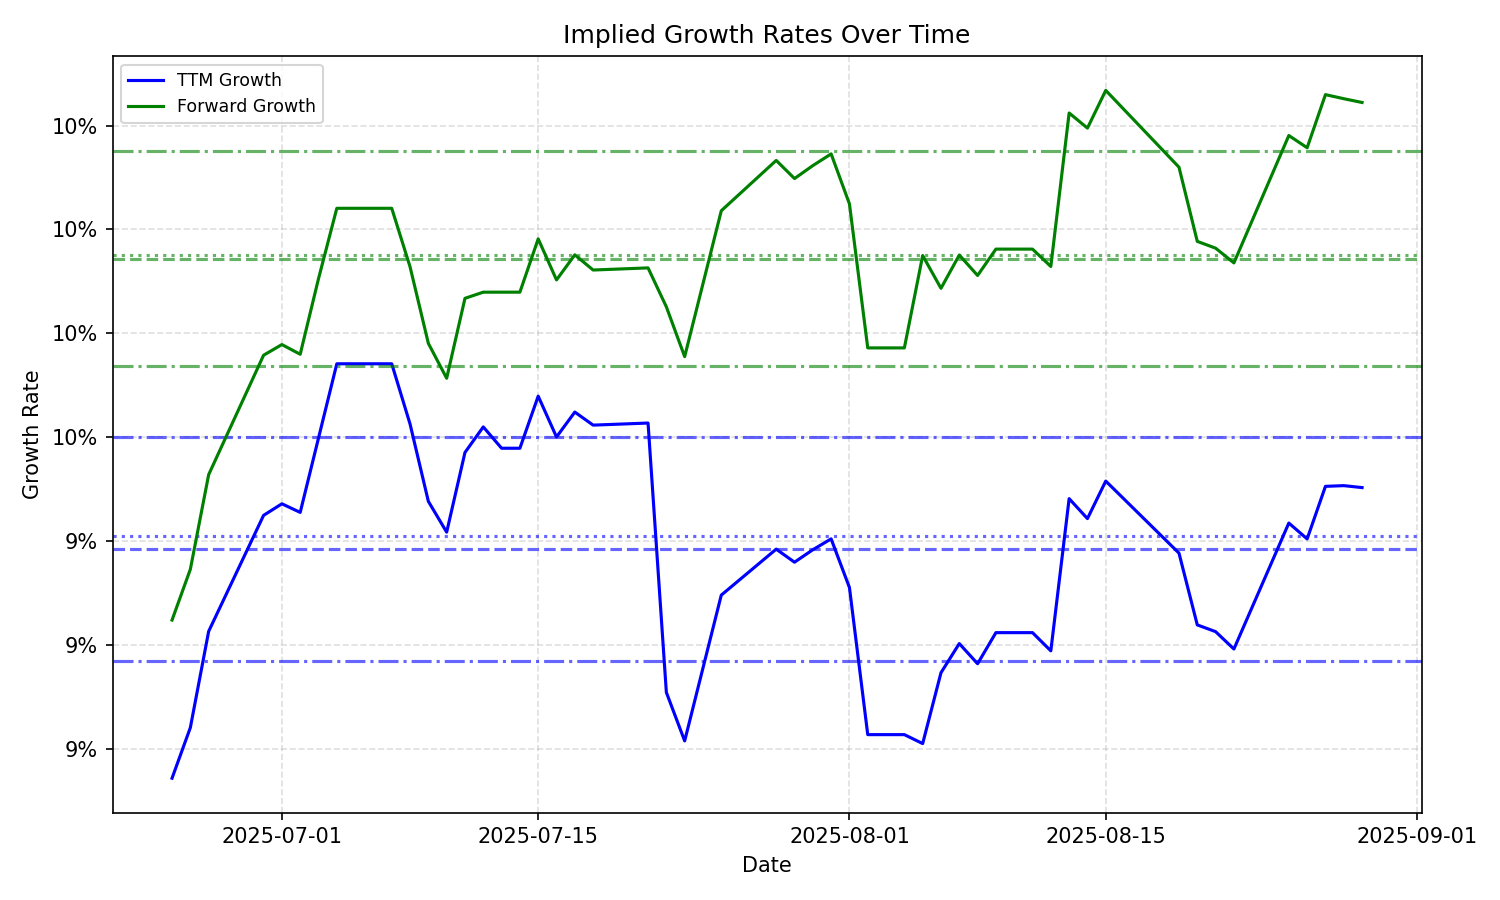 Implied Growth Rates Over Time
TTM Growth
Forward Growth
10%
10%
10%
10%
9%
9%
9%
Growth Rate
2025-07-01
2025-07-15
2025-08-01
2025-08-15
2025-09-01
Date